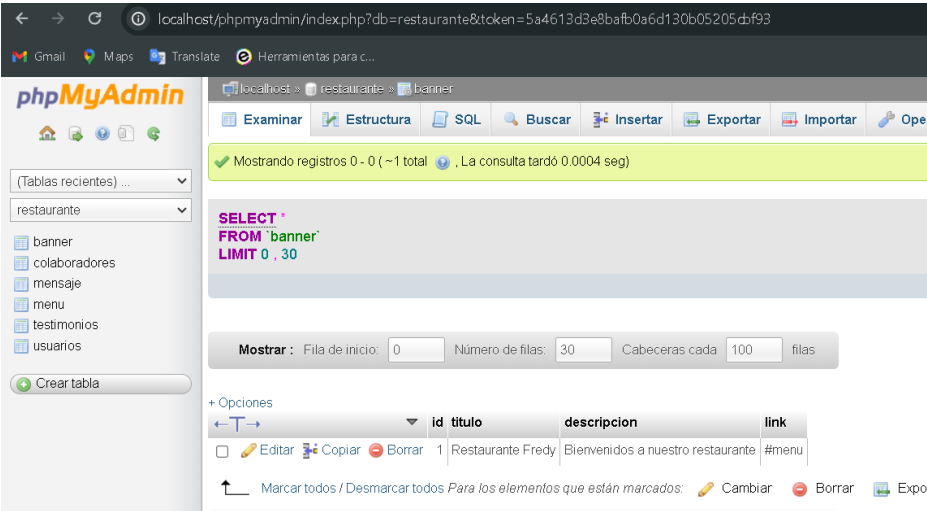 localhost/phpmyadmin/index.php?db=restaurante&token=5a4613d3e8bafb0a6d130b05205cbf93
Gmail Maps Translate Herramientas para c...
phpMyAdmin
localhost » restaurante » banner
Examinar Estructura SQL Buscar Insertar Exportar Importar Ope
Mostrando registros 0 - 0 ( ~1 total , La consulta tardó 0.0004 seg)
(Tablas recientes) ...
restaurante
banner
colaboradores
mensaje
menu
testimonios
usuarios
Crear tabla
SELECT *
FROM `banner`
LIMIT 0 , 30
Mostrar : Fila de inicio: 0 Número de filas: 30 Cabeceras cada 100 filas
+ Opciones
←T→ id titulo descripcion link
Editar Copiar Borrar 1 Restaurante Fredy Bienvenidos a nuestro restaurante #menu
Marcar todos / Desmarcar todos Para los elementos que están marcados: Cambiar Borrar Expo